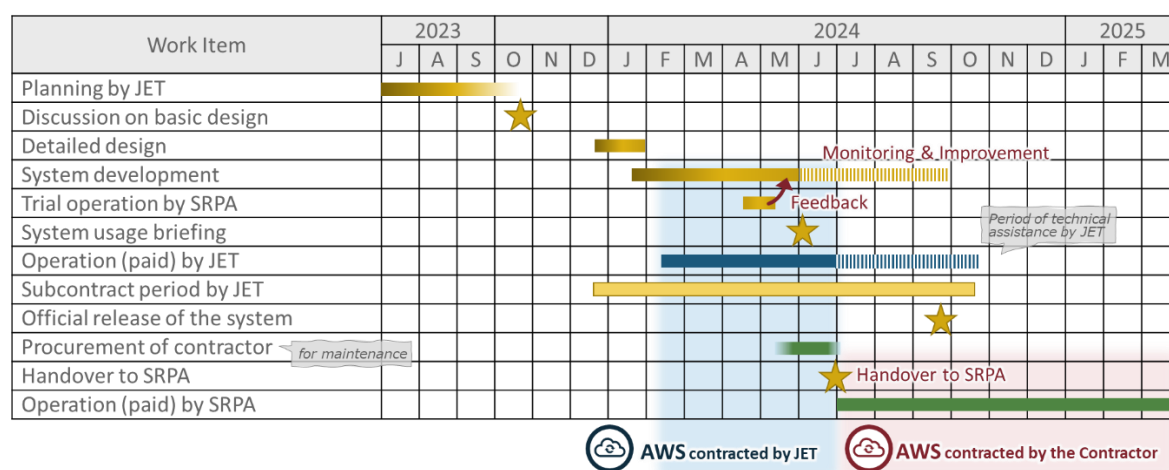 Work Item
2023
2024
2025
J A S O N D J F M A M J J A S O N D J F M
Planning by JET
Discussion on basic design
Detailed design
Monitoring & Improvement
System development
Trial operation by SRPA
Feedback
System usage briefing
Period of technical
assistance by JET
Operation (paid) by JET
Subcontract period by JET
Official release of the system
Procurement of contractor
for maintenance
Handover to SRPA
Handover to SRPA
Operation (paid) by SRPA
AWS contracted by JET
AWS contracted by the Contractor